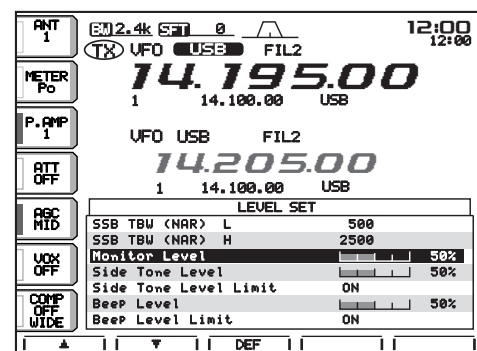 ANT
1
BW 2.4k SFT 0
12:00
12:00
TX VFO USB FIL2
14.195.00
1 14.100.00 USB
METER
Po
P.AMP
1
VFO USB FIL2
14.205.00
1 14.100.00 USB
ATT
OFF
AGC
MID
VOX
OFF
COMP
OFF
WIDE
LEVEL SET
SSB TBW (NAR) L 500
SSB TBW (NAR) H 2500
Monitor Level 50%
Side Tone Level 50%
Side Tone Level Limit ON
Beep Level 50%
Beep Level Limit ON
▲ ▼ DEF